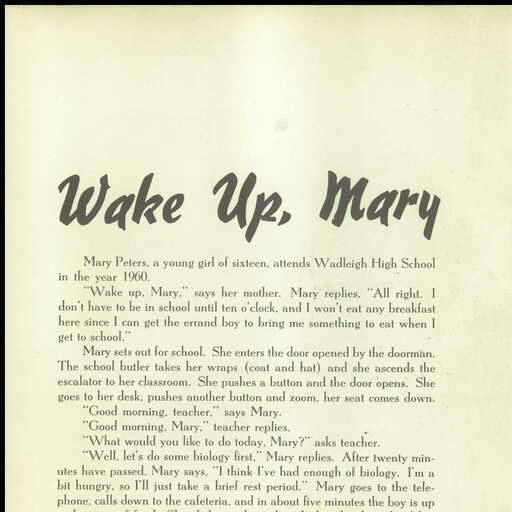 Wake Up, Mary
Mary Peters, a young girl of sixteen, attends Wadleigh High School
in the year 1960.
"Wake up, Mary," says her mother. Mary replies, "All right. I
don't have to be in school until ten o'clock, and I won't eat any breakfast
here since I can get the errand boy to bring me something to eat when I
get to school."
Mary sets out for school. She enters the door opened by the doorman.
The school butler takes her wraps (coat and hat) and she ascends the
escalator to her classroom. She pushes a button and the door opens. She
goes to her desk, pushes another button and zoom, her seat comes down.
"Good morning, teacher," says Mary.
"Good morning, Mary," teacher replies.
"What would you like to do today, Mary?" asks teacher.
"Well, let's do some biology first," Mary replies. After twenty min-
utes have passed, Mary says, "I think I've had enough of biology. I'm a
bit hungry, so I'll just take a brief rest period." Mary goes to the tele-
phone, calls down to the cafeteria, and in about five minutes the boy is up